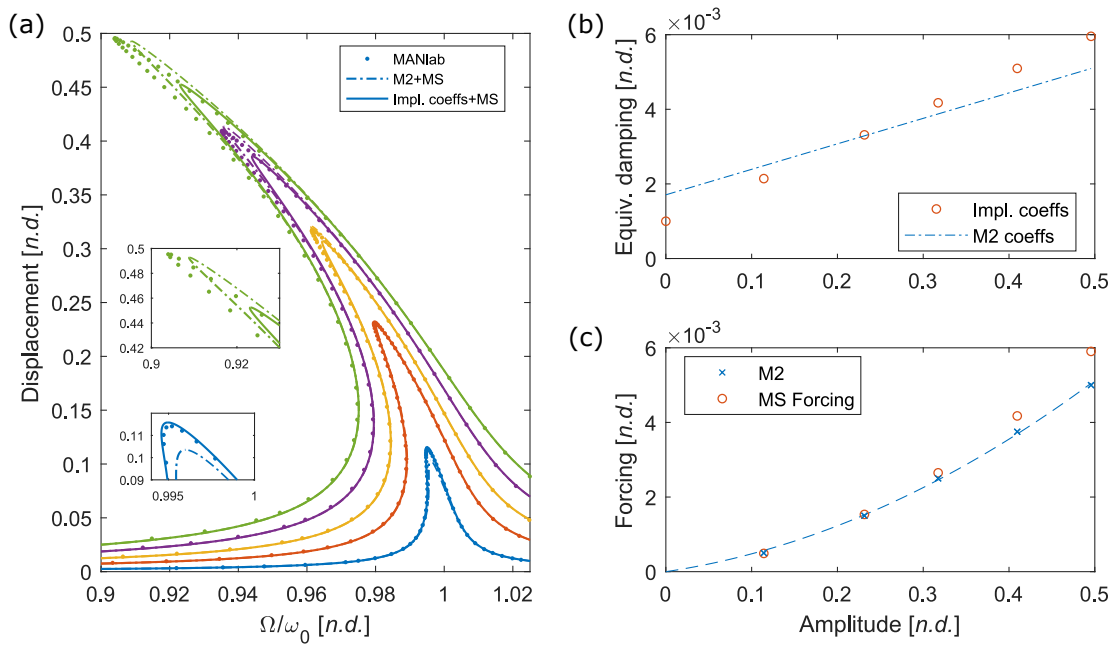 (a)
0.5
0.45
0.4
0.35
0.3
0.25
0.2
0.15
0.1
0.05
0
Displacement [n.d.]
MANlab
M2+MS
Impl. coeffs+MS
0.5
0.48
0.46
0.44
0.42
0.9 0.92
0.11
0.1
0.09
0.995 1
0.9 0.92 0.94 0.96 0.98 1 1.02
Ω/ω0 [n.d.]
(b)
×10-3
6
4
2
0
Equiv. damping [n.d.]
Impl. coeffs
M2 coeffs
0 0.1 0.2 0.3 0.4 0.5
(c)
×10-3
6
4
2
0
Forcing [n.d.]
M2
MS Forcing
0 0.1 0.2 0.3 0.4 0.5
Amplitude [n.d.]